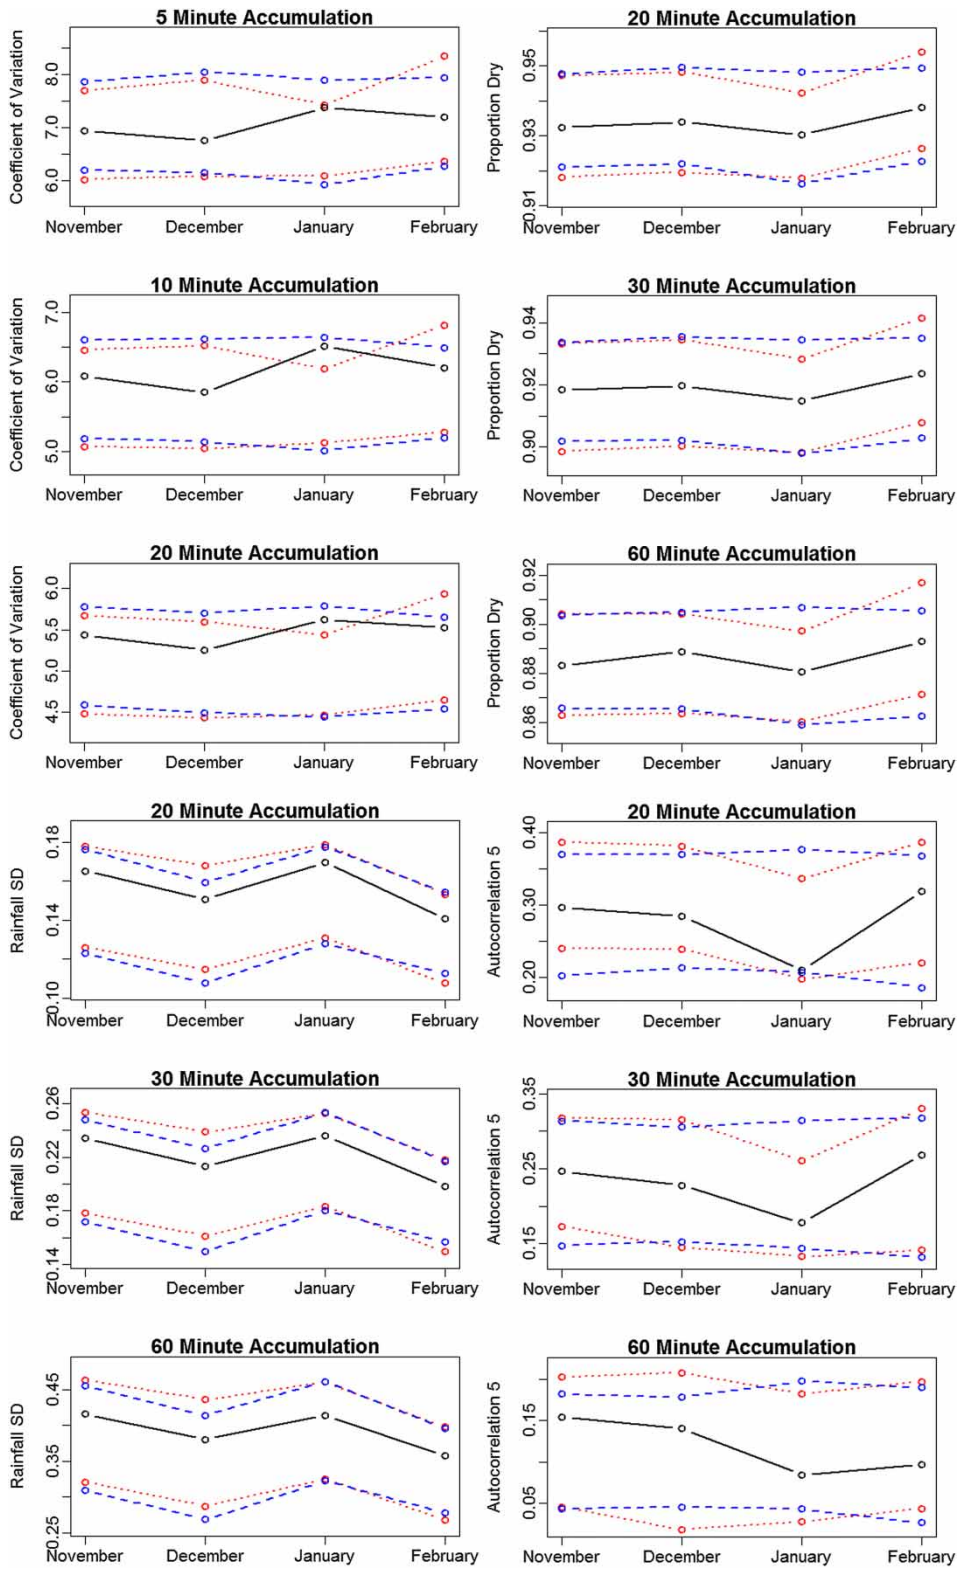 5 Minute Accumulation
Coefficient of Variation
8.0
7.0
6.0
November December January February
20 Minute Accumulation
Proportion Dry
0.95
0.93
0.91
November December January February
10 Minute Accumulation
Coefficient of Variation
7.0
6.0
5.0
November December January February
30 Minute Accumulation
Proportion Dry
0.94
0.92
0.90
November December January February
20 Minute Accumulation
Coefficient of Variation
6.0
5.5
5.0
4.5
November December January February
60 Minute Accumulation
Proportion Dry
0.92
0.90
0.88
0.86
November December January February
20 Minute Accumulation
Rainfall SD
0.18
0.14
0.10
November December January February
20 Minute Accumulation
Autocorrelation 5
0.40
0.30
0.20
November December January February
30 Minute Accumulation
Rainfall SD
0.26
0.22
0.18
0.14
November December January February
30 Minute Accumulation
Autocorrelation 5
0.35
0.25
0.15
November December January February
60 Minute Accumulation
Rainfall SD
0.45
0.35
0.25
November December January February
60 Minute Accumulation
Autocorrelation 5
0.15
0.05
November December January February